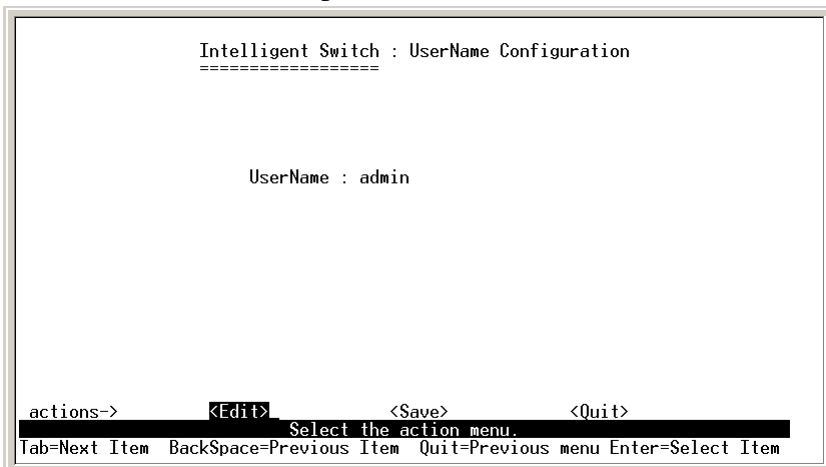 Intelligent Switch : UserName Configuration
==================
UserName : admin
actions-> <Edit> <Save> <Quit>
Select the action menu.
Tab=Next Item BackSpace=Previous Item Quit=Previous menu Enter=Select Item